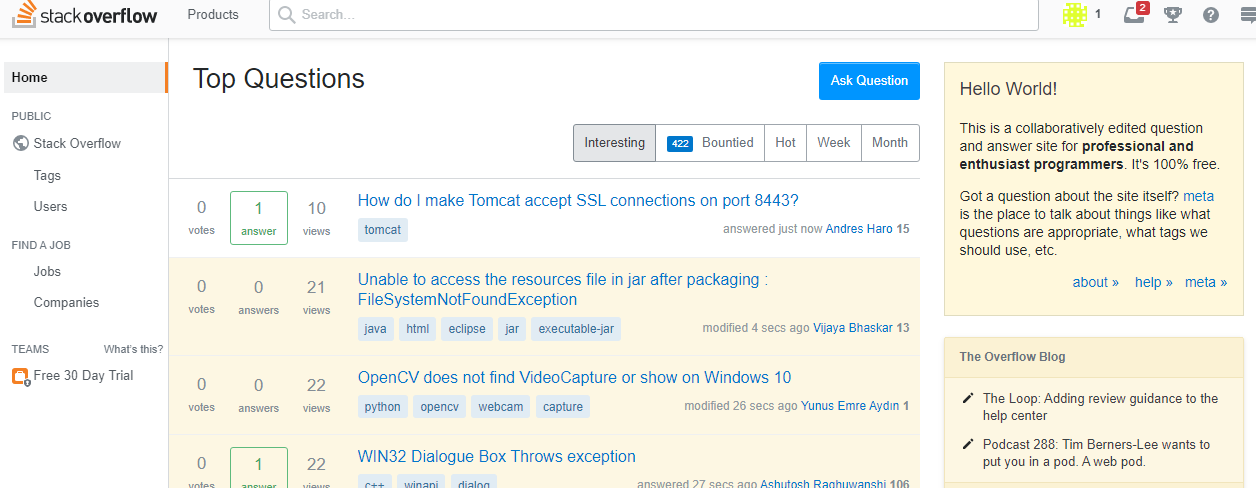 stackoverflow Products Search... 1 2
Home
PUBLIC
Stack Overflow
Tags
Users
FIND A JOB
Jobs
Companies
TEAMS What's this?
Free 30 Day Trial
Top Questions Ask Question
Interesting 422 Bountied Hot Week Month
0 votes 1 answer 10 views
How do I make Tomcat accept SSL connections on port 8443?
tomcat
answered just now Andres Haro 15
0 votes 0 answers 21 views
Unable to access the resources file in jar after packaging :
FileSystemNotFoundException
java html eclipse jar executable-jar
modified 4 secs ago Vijaya Bhaskar 13
0 votes 0 answers 22 views
OpenCV does not find VideoCapture or show on Windows 10
python opencv webcam capture
modified 26 secs ago Yunus Emre Aydın 1
0 votes 1 answer 22 views
WIN32 Dialogue Box Throws exception
c++ winapi dialog
answered 27 secs ago Ashutosh Raghuwanshi 106
Hello World!
This is a collaboratively edited question
and answer site for professional and
enthusiast programmers. It's 100% free.
Got a question about the site itself? meta
is the place to talk about things like what
questions are appropriate, what tags we
should use, etc.
about » help » meta »
The Overflow Blog
The Loop: Adding review guidance to the
help center
Podcast 288: Tim Berners-Lee wants to
put you in a pod. A web pod.